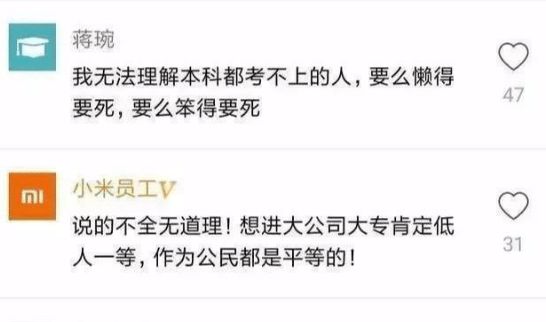 蒋琬
我无法理解本科都考不上的人，要么懒得
要死，要么笨得要死
47
小米员工V
说的不全无道理！想进大公司大专肯定低
人一等，作为公民都是平等的！
31